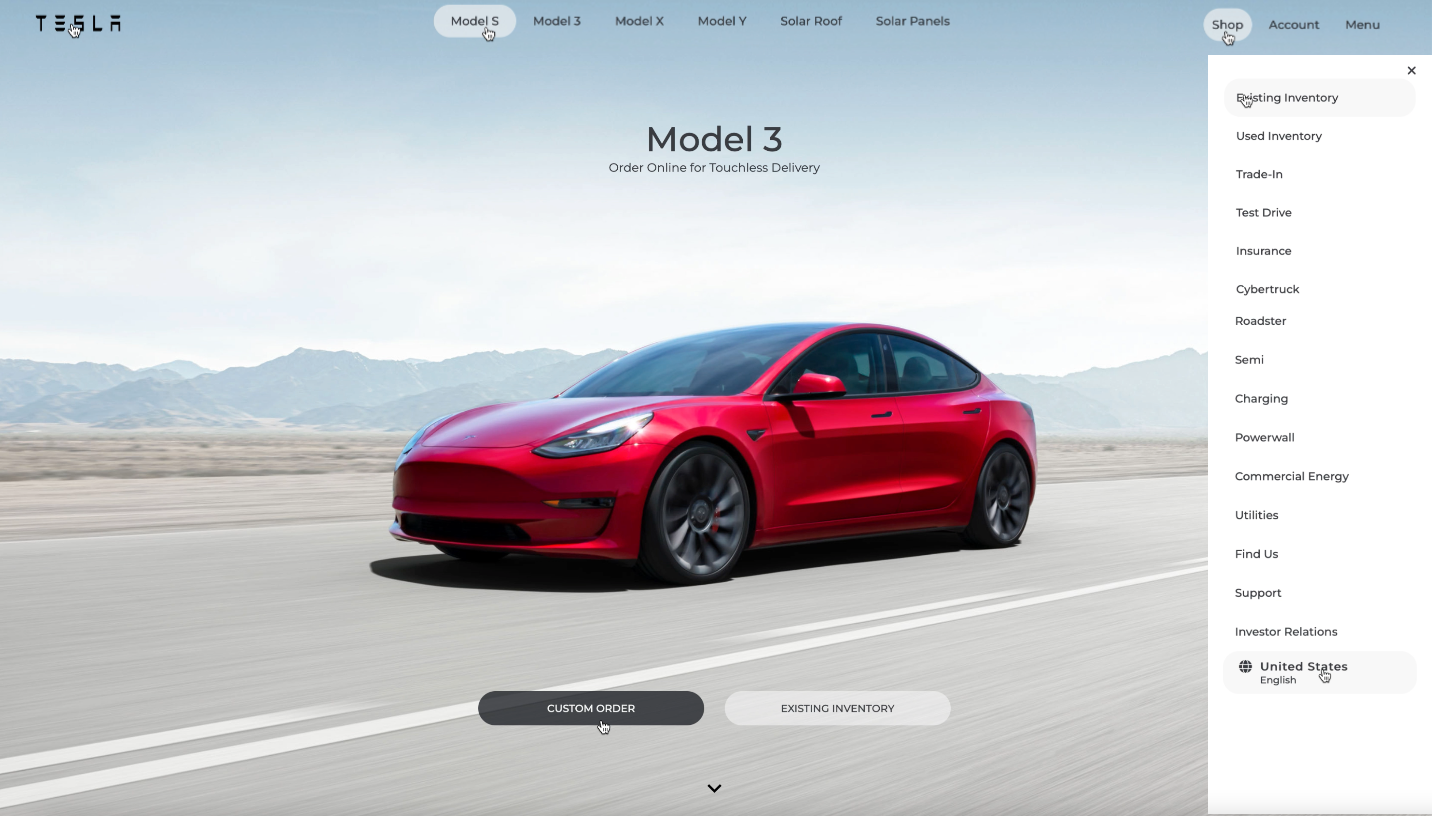 TESLA
Model S
Model 3
Model X
Model Y
Solar Roof
Solar Panels
Shop
Account
Menu
Model 3
Order Online for Touchless Delivery
Existing Inventory
Used Inventory
Trade-In
Test Drive
Insurance
Cybertruck
Roadster
Semi
Charging
Powerwall
Commercial Energy
Utilities
Find Us
Support
Investor Relations
United States
English
CUSTOM ORDER
EXISTING INVENTORY